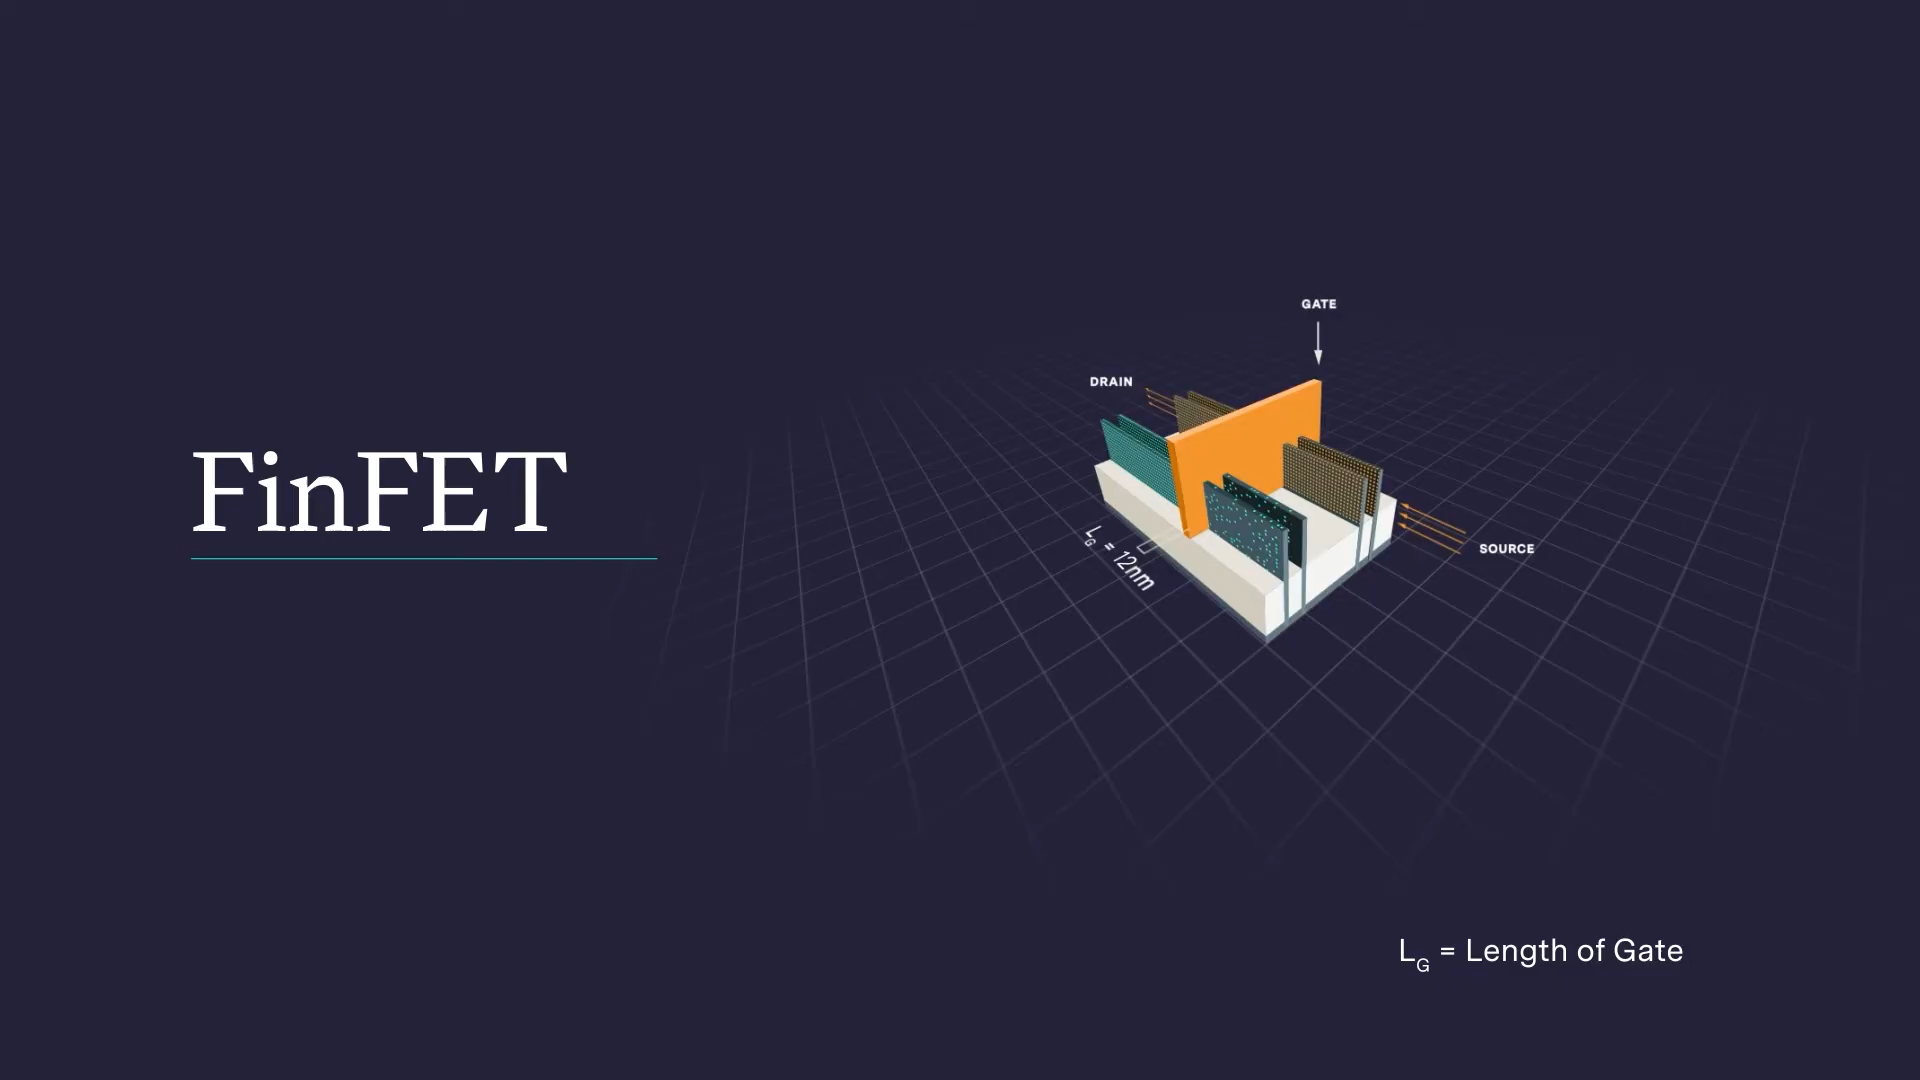 GATE
DRAIN
FinFET
SOURCE
LG = 12nm
LG = Length of Gate